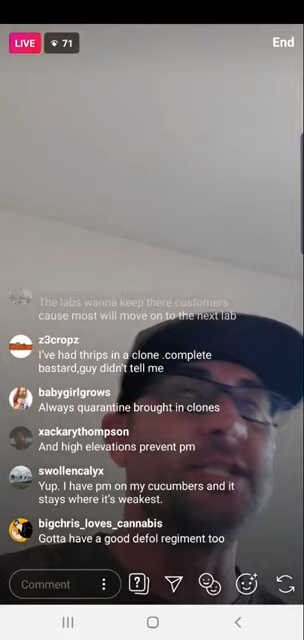 LIVE
71
End
The labs wanna keep there customers
cause most will move on to the next lab
z3cropz
I've had thrips in a clone .complete
bastard,guy didn't tell me
babygirlgrows
Always quarantine brought in clones
xackarythompson
And high elevations prevent pm
swollencalyx
Yup. I have pm on my cucumbers and it
stays where it's weakest.
bigchris_loves_cannabis
Gotta have a good defol regiment too
Comment